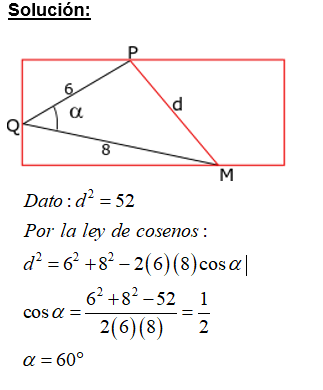 Solución:
P
6
α
d
Q
8
M
Dato : d² = 52
Por la ley de cosenos :
d² = 6² + 8² − 2(6)(8)cos α|
cos α = (6² + 8² − 52)/(2(6)(8)) = 1/2
α = 60°